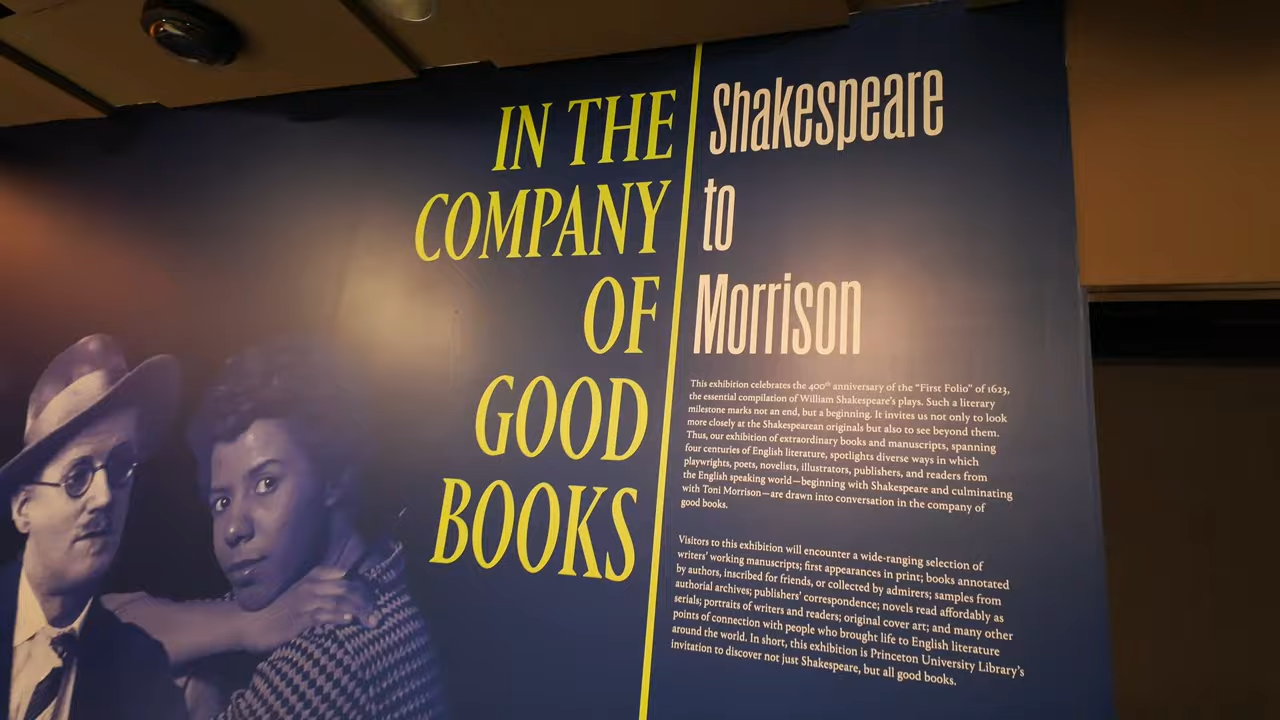 IN THE
COMPANY
OF
GOOD
BOOKS
Shakespeare
to
Morrison
This exhibition celebrates the 400th anniversary of the “First Folio” of 1623,
the essential compilation of William Shakespeare’s plays. Such a literary
milestone marks not an end, but a beginning. It invites us not only to look
more closely at the Shakespearean originals but also to see beyond them.
Thus, our exhibition of extraordinary books and manuscripts, spanning
four centuries of English literature, spotlights diverse ways in which
playwrights, poets, novelists, illustrators, publishers, and readers from
the English speaking world—beginning with Shakespeare and culminating
with Toni Morrison—are drawn into conversation in the company of
good books.
Visitors to this exhibition will encounter a wide-ranging selection of
writers’ working manuscripts; first appearances in print; books annotated
by authors, inscribed for friends, or collected by admirers; samples from
authorial archives; publishers’ correspondence; novels read affordably as
serials; portraits of writers and readers; original cover art; and many other
points of connection with people who brought life to English literature
around the world. In short, this exhibition is Princeton University Library’s
invitation to discover not just Shakespeare, but all good books.